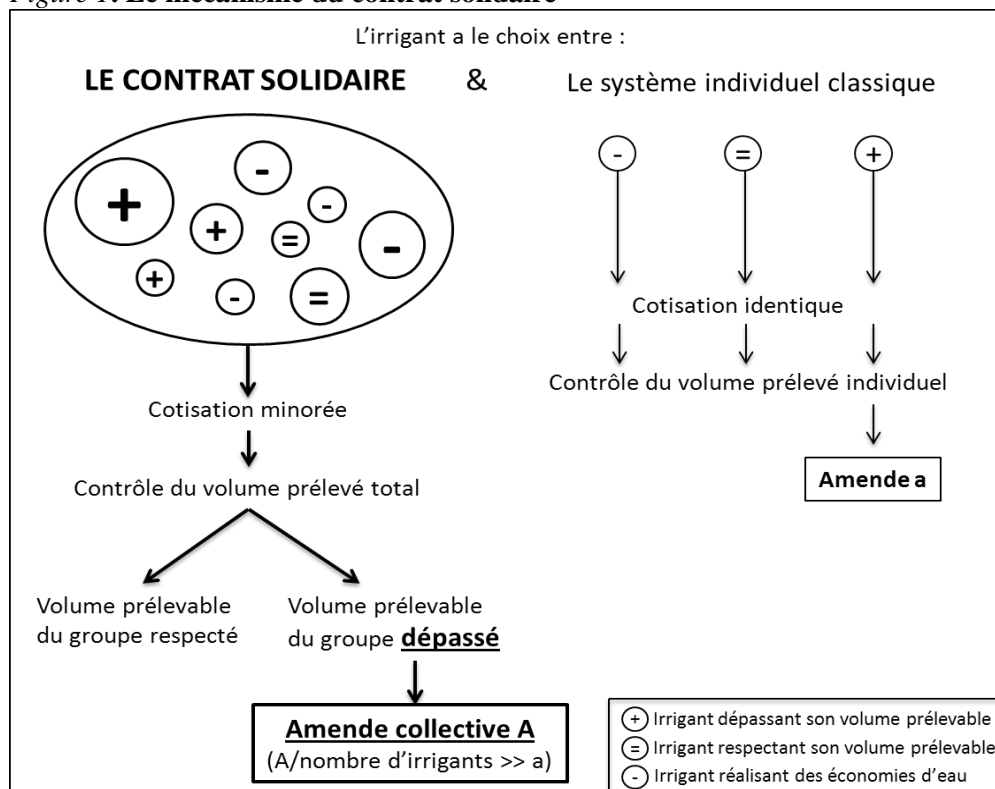 Figure 1. Le mécanisme du contrat solidaire
L'irrigant a le choix entre :
LE CONTRAT SOLIDAIRE & Le système individuel classique
- = +
+ - - + = - + - =
Cotisation identique
Contrôle du volume prélevé individuel
Amende a
Cotisation minorée
Contrôle du volume prélevé total
Volume prélevable
du groupe respecté
Volume prélevable
du groupe dépassé
Amende collective A
(A/nombre d'irrigants >> a)
+ Irrigant dépassant son volume prélevable
= Irrigant respectant son volume prélevable
- Irrigant réalisant des économies d'eau